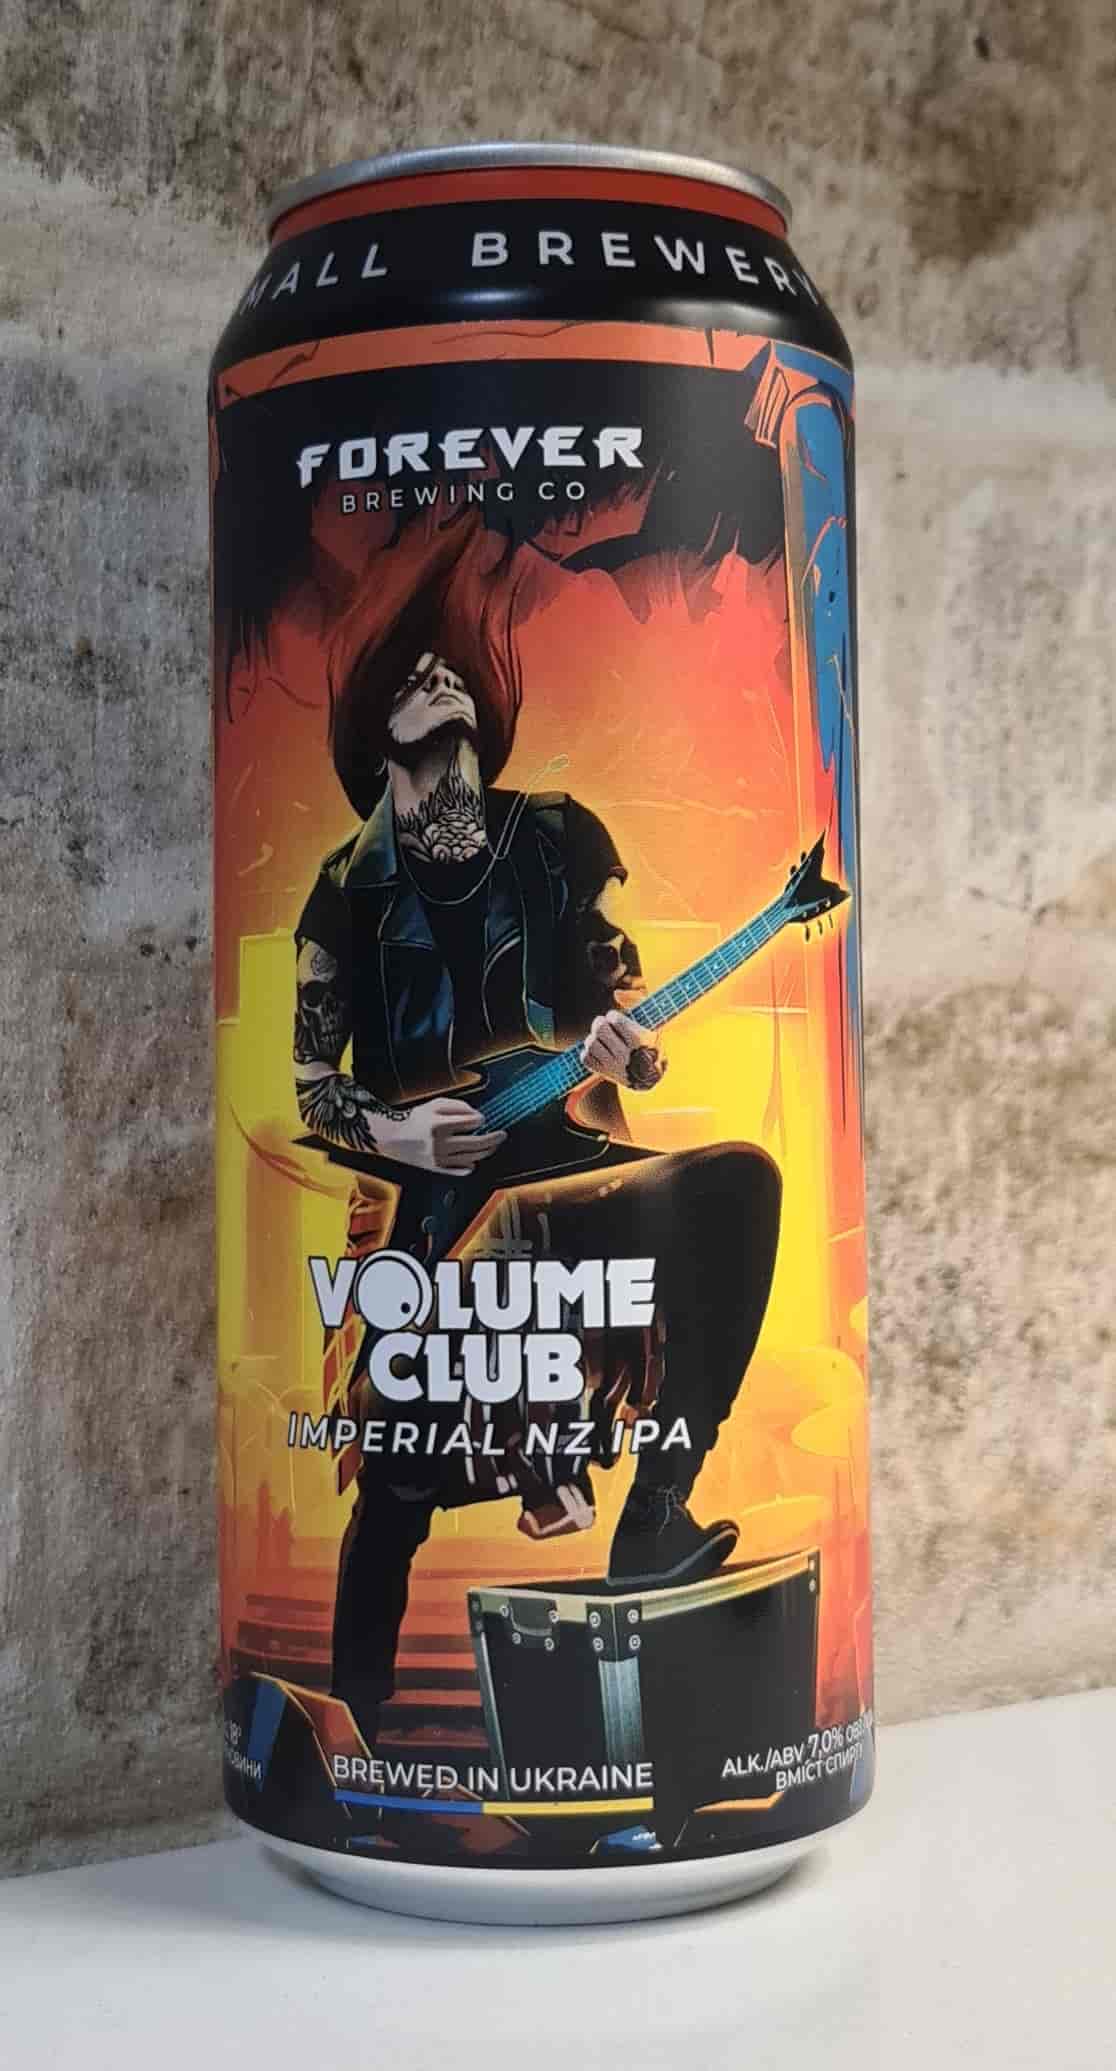 MALL BREWERY
FOREVER
BREWING CO
VOLUME
CLUB
IMPERIAL NZ IPA
18°
BREWED IN UKRAINE
ALK./ABV 7,0%
ВМІСТ СПИРТУ